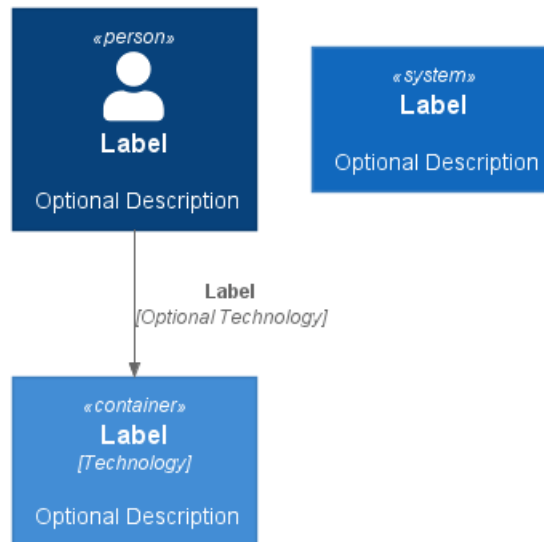 «person»
Label
Optional Description
«system»
Label
Optional Description
Label
[Optional Technology]
«container»
Label
[Technology]
Optional Description